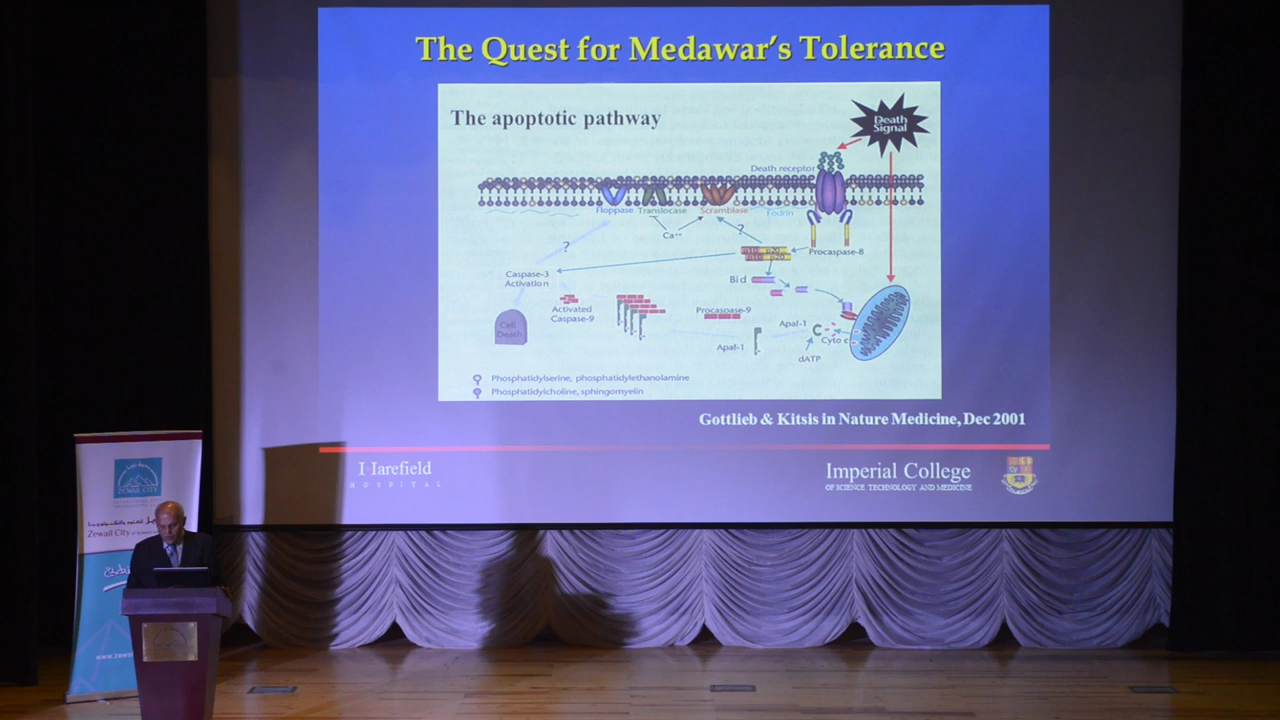 The Quest for Medawar's Tolerance
The apoptotic pathway
Death
Signal
Death receptor
Floppase
Translocase
Scramblase
Fodrin
Ca++
?
?
Procaspase-8
Caspase-3
Activation
Bid
Activated
Caspase-9
Procaspase-9
Cell
Death
Apaf-1
Apaf-1
Cyto c
dATP
Phosphatidylserine, phosphatidylethanolamine
Phosphatidylcholine, sphingomyelin
Gottlieb & Kitsis in Nature Medicine, Dec 2001
Harefield
HOSPITAL
Imperial College
OF SCIENCE TECHNOLOGY AND MEDICINE
ZEWAIL CITY
Zewail City